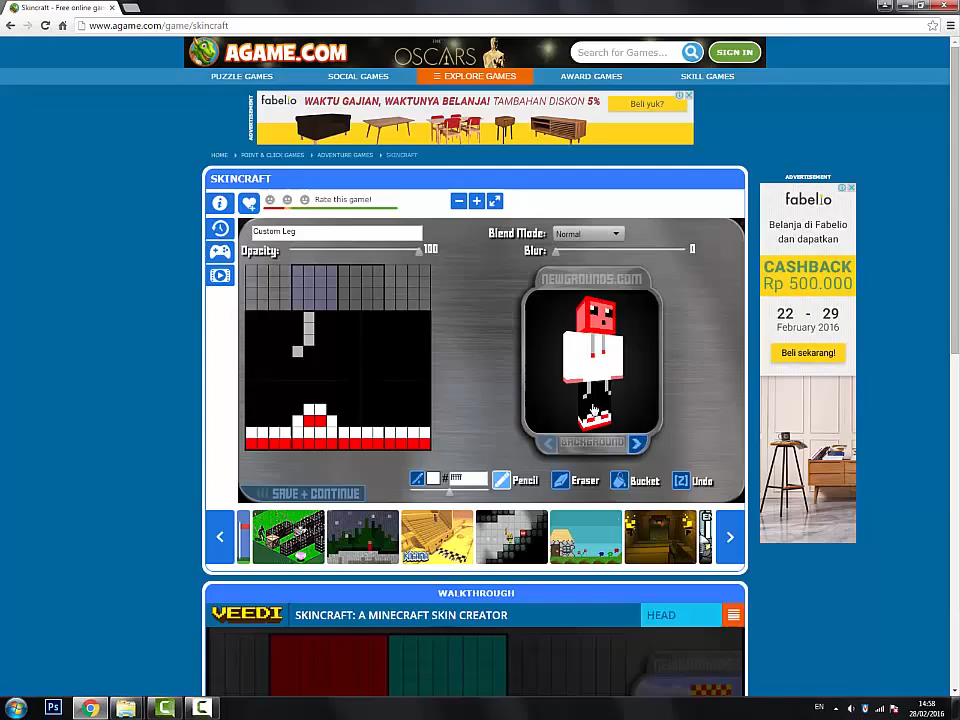 Skincraft - Free online gam
www.agame.com/game/skincraft
AGAME.COM
OSCARS
Search for Games...
SIGN IN
PUZZLE GAMES
SOCIAL GAMES
EXPLORE GAMES
AWARD GAMES
SKILL GAMES
ADVERTISEMENT
fabelio
WAKTU GAJIAN, WAKTUNYA BELANJA! TAMBAHAN DISKON 5%
Beli yuk?
HOME
POINT & CLICK GAMES
ADVENTURE GAMES
SKINCRAFT
SKINCRAFT
Rate this game!
Custom Leg
Blend Mode:
Normal
Opacity:
100
Blur:
0
NEWGROUNDS.COM
BACKGROUND
SAVE + CONTINUE
#
ffffff
Pencil
Eraser
Bucket
[Z]
Undo
WALKTHROUGH
VEEDI
SKINCRAFT: A MINECRAFT SKIN CREATOR
HEAD
ADVERTISEMENT
fabelio
Belanja di Fabelio
dan dapatkan
CASHBACK
Rp 500.000
22 - 29
February 2016
Beli sekarang!
Ps
EN
14:58
28/02/2016